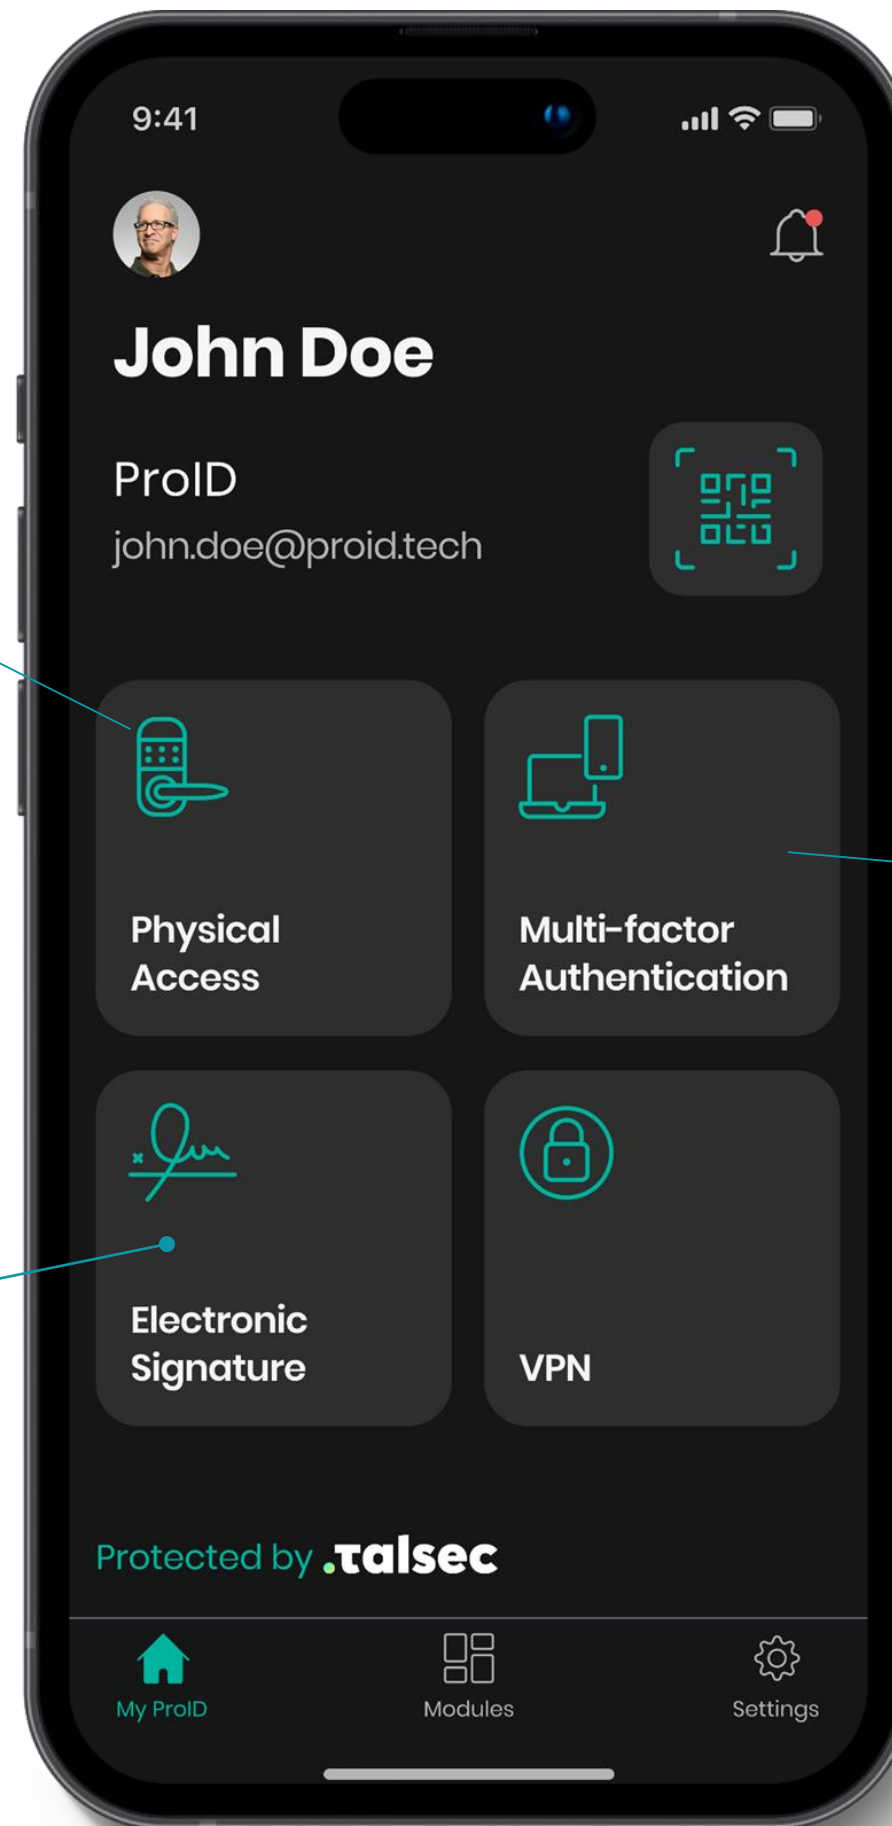 9:41
John Doe
ProID
john.doe@proid.tech
Physical
Access
Multi-factor
Authentication
Electronic
Signature
VPN
Protected by .talsec
My ProID
Modules
Settings